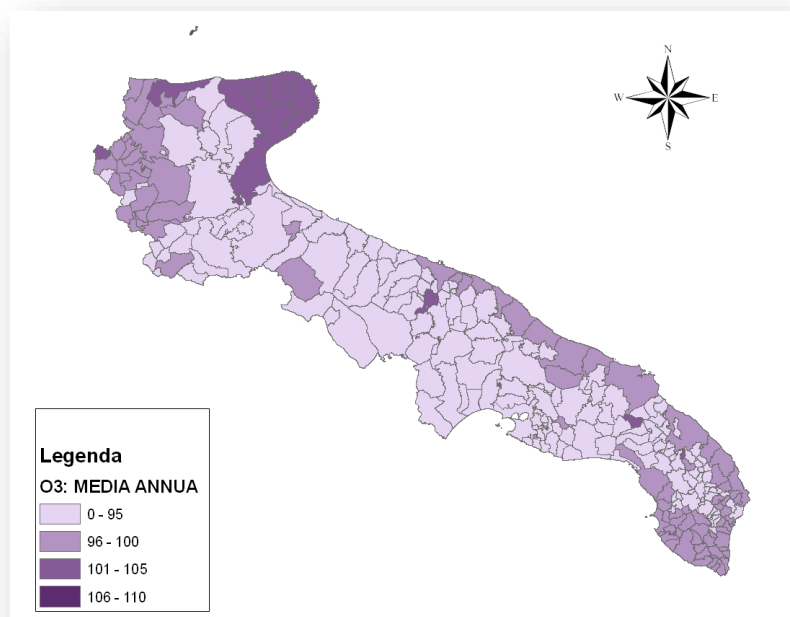 N
W E
S
Legenda
O3: MEDIA ANNUA
0 - 95
96 - 100
101 - 105
106 - 110